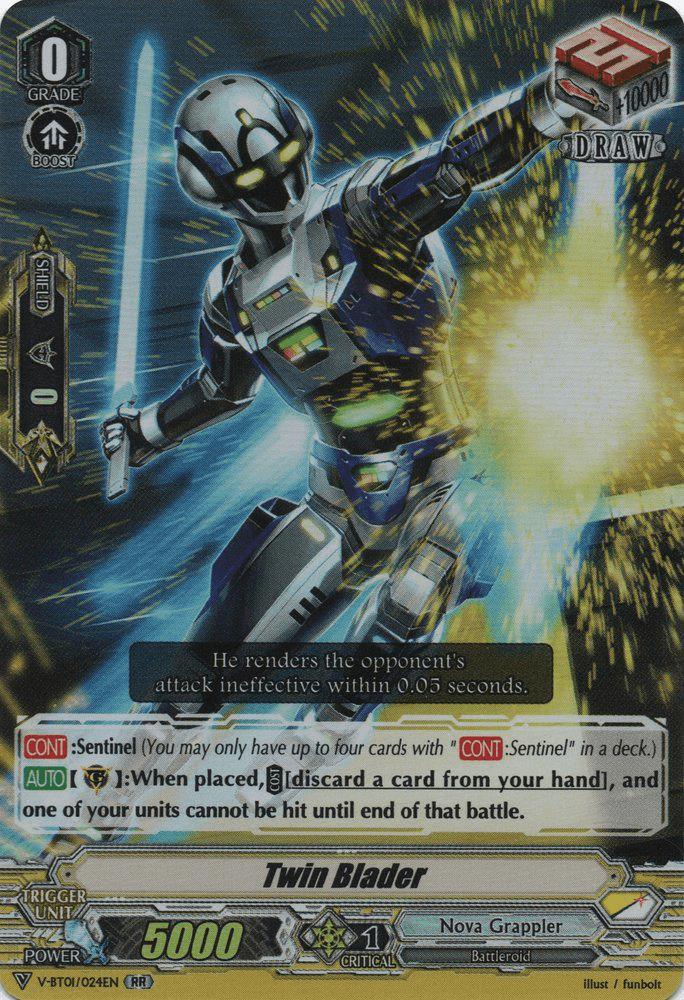 0
GRADE
BOOST
+10000
DRAW
SHIELD
0
He renders the opponent's
attack ineffective within 0.05 seconds.
CONT :Sentinel (You may only have up to four cards with " CONT :Sentinel" in a deck.)
AUTO [ ]:When placed, COST [discard a card from your hand], and
one of your units cannot be hit until end of that battle.
Twin Blader
TRIGGER
UNIT
POWER 5000
1
CRITICAL
Nova Grappler
Battleroid
V-BT01/024EN RR
illust / funbolt